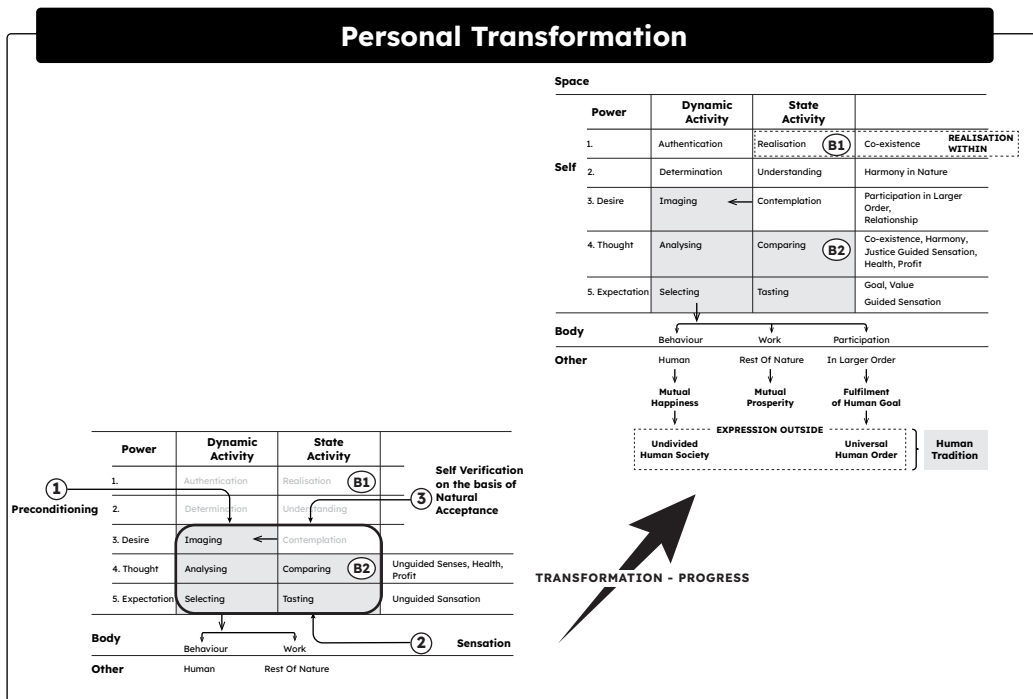 Personal Transformation
Space
Power Dynamic Activity State Activity
1. Authentication Realisation B1 Co-existence REALISATION WITHIN
Self 2. Determination Understanding Harmony in Nature
3. Desire Imaging Contemplation Participation in Larger Order, Relationship
4. Thought Analysing Comparing B2 Co-existence, Harmony, Justice Guided Sensation, Health, Profit
5. Expectation Selecting Tasting Goal, Value
Guided Sensation
Body
Behaviour Work Participation
Other Human Rest Of Nature In Larger Order
Mutual Happiness Mutual Prosperity Fulfilment of Human Goal
EXPRESSION OUTSIDE
Undivided Human Society Universal Human Order Human Tradition
Power Dynamic Activity State Activity
1. Authentication Realisation B1
1 Preconditioning
2. Determination Understanding
3 Self Verification on the basis of Natural Acceptance
3. Desire Imaging Contemplation
4. Thought Analysing Comparing B2 Unguided Senses, Health, Profit
5. Expectation Selecting Tasting Unguided Sansation
Body
Behaviour Work
2 Sensation
Other Human Rest Of Nature
TRANSFORMATION - PROGRESS